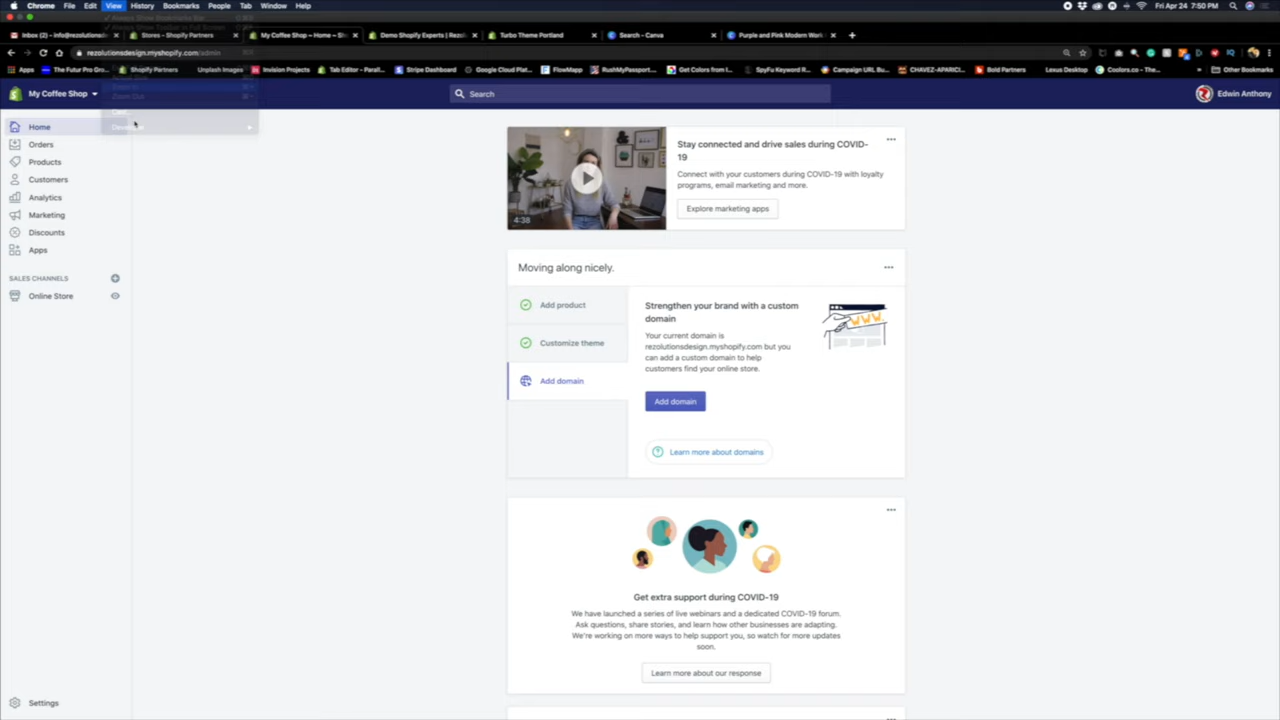 Chrome File Edit View History Bookmarks People Tab Window Help Fri Apr 24 7:50 PM
Always Show Bookmarks Bar
Inbox (2) - info@rezolutionsde Stores - Shopify Partners My Coffee Shop ~ Home ~ S Demo Shopify Experts | Rezolu Turbo Theme Portland Search - Canva Purple and Pink Modern Work
rezolutionsdesign.myshopify.com/admin
Apps The Futur Pro Gro... Shopify Partners Unsplash Images Invision Projects Tab Editor - Parall... Stripe Dashboard Google Cloud Plat... FlowMapp RushMyPassport... Get Colors from I... SpyFu Keyword R... Campaign URL Bu... CHAVEZ-APARICI... Bold Partners Lexus Desktop Coolors.co - The... Other Bookmarks
Zoom Out
My Coffee Shop Search Edwin Anthony
Home
Orders
Products
Customers
Analytics
Marketing
Discounts
Apps
SALES CHANNELS
Online Store
Settings
4:38
Stay connected and drive sales during COVID-
19
Connect with your customers during COVID-19 with loyalty
programs, email marketing and more.
Explore marketing apps
Moving along nicely.
Add product
Customize theme
Add domain
Strengthen your brand with a custom
domain
Your current domain is
rezolutionsdesign.myshopify.com but you
can add a custom domain to help
customers find your online store.
Add domain
Learn more about domains
Get extra support during COVID-19
We have launched a series of live webinars and a dedicated COVID-19 forum.
Ask questions, share stories, and learn how other businesses are adapting.
We're working on more ways to help support you, so watch for more updates
soon.
Learn more about our response